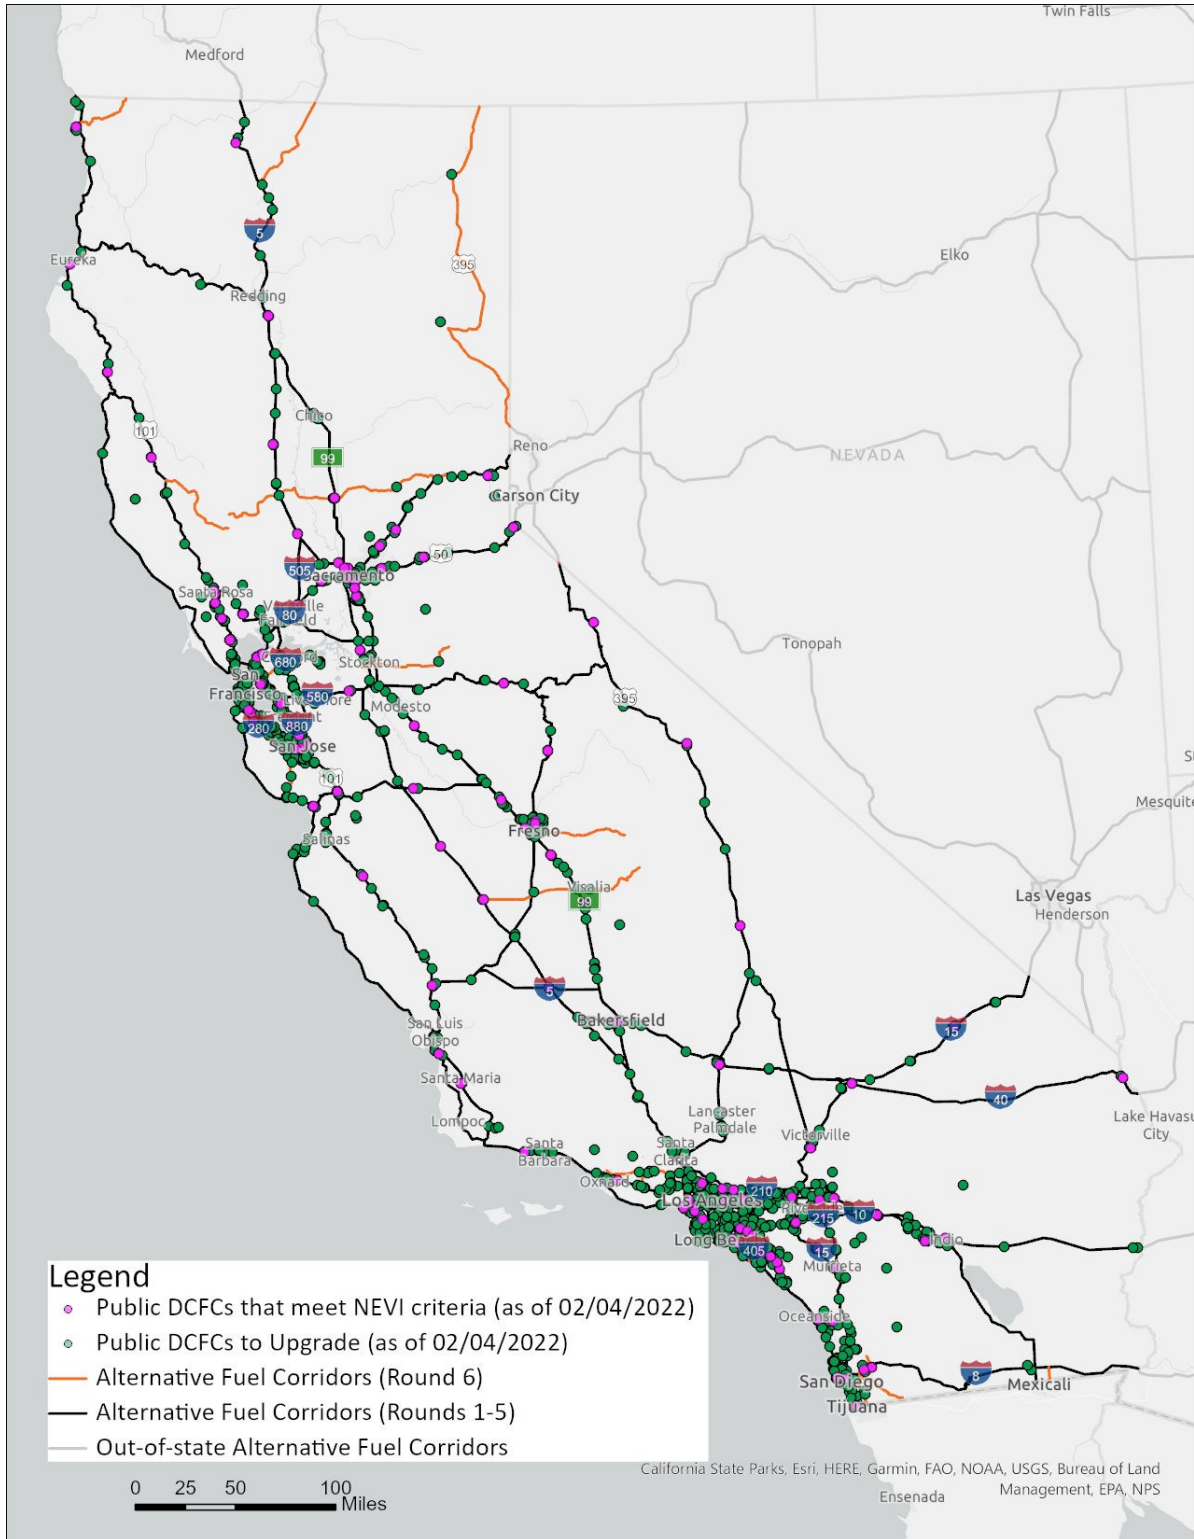 Twin Falls
Medford
5
395
Eureka
Elko
Redding
Chico
101
99
Reno
NEVADA
Carson City
50
505
Sacramento
Santa Rosa
80
Tonopah
680
Stockton
San
Francisco
580
395
Modesto
280
880
San Jose
101
Mesquite
Salinas
Fresno
Visalia
99
Las Vegas
Henderson
5
Bakersfield
15
San Luis
Obispo
Santa Maria
40
Lompoc
Lancaster
Palmdale
Victorville
Lake Havasu
City
Santa
Barbara
Santa
Clarita
Oxnard
210
Los Angeles
215
10
Long Be
405
15
Indio
Murrieta
Oceanside
San Diego
8
Mexicali
Tijuana
Legend
Public DCFCs that meet NEVI criteria (as of 02/04/2022)
Public DCFCs to Upgrade (as of 02/04/2022)
Alternative Fuel Corridors (Round 6)
Alternative Fuel Corridors (Rounds 1-5)
Out-of-state Alternative Fuel Corridors
California State Parks, Esri, HERE, Garmin, FAO, NOAA, USGS, Bureau of Land
Management, EPA, NPS
0 25 50 100
Miles
Ensenada